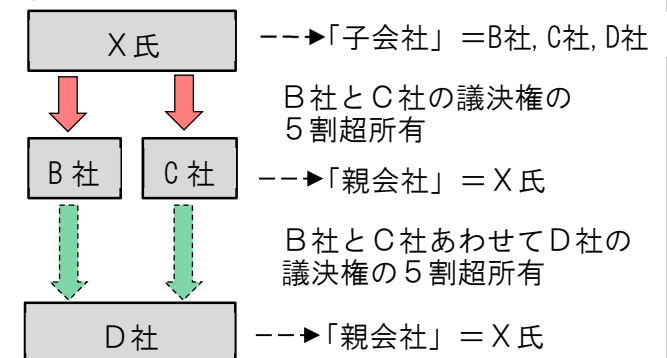 X氏
「子会社」＝B社,C社,D社
B社とC社の議決権の
5割超所有
B社
C社
「親会社」＝X氏
B社とC社あわせてD社の
議決権の5割超所有
D社
「親会社」＝X氏